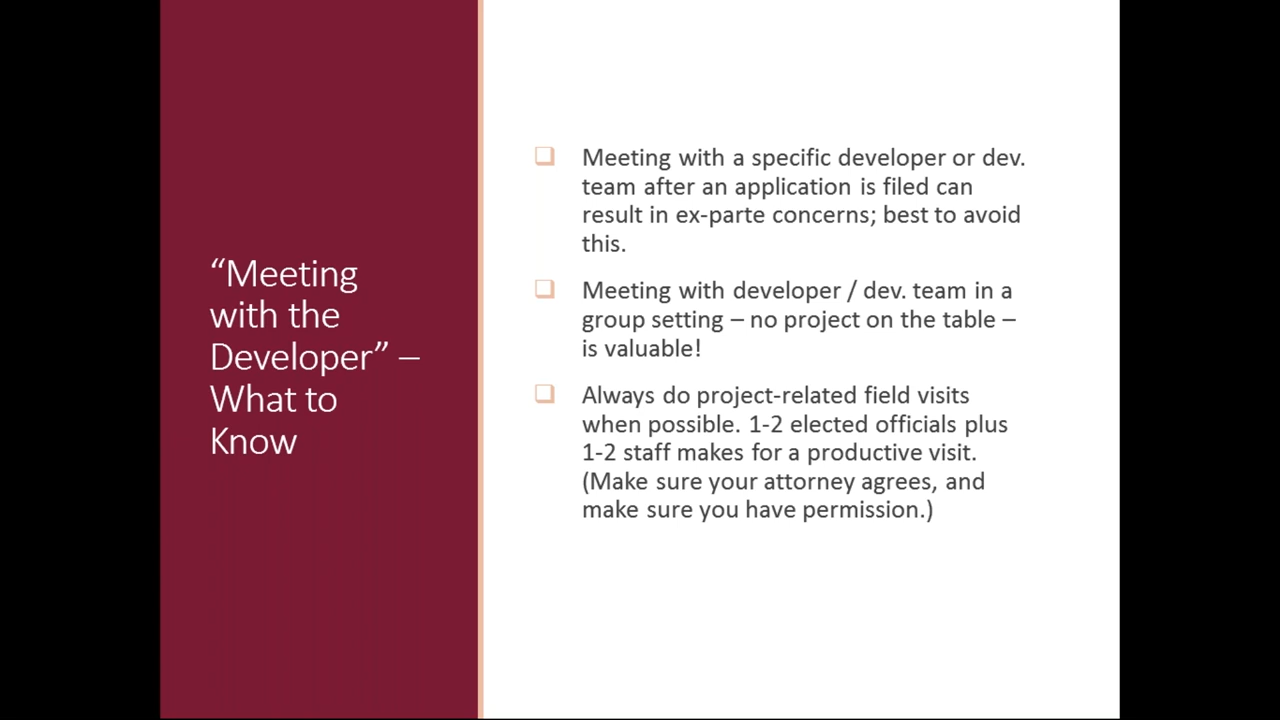 “Meeting
with the
Developer” –
What to
Know
Meeting with a specific developer or dev.
team after an application is filed can
result in ex-parte concerns; best to avoid
this.
Meeting with developer / dev. team in a
group setting – no project on the table –
is valuable!
Always do project-related field visits
when possible. 1-2 elected officials plus
1-2 staff makes for a productive visit.
(Make sure your attorney agrees, and
make sure you have permission.)